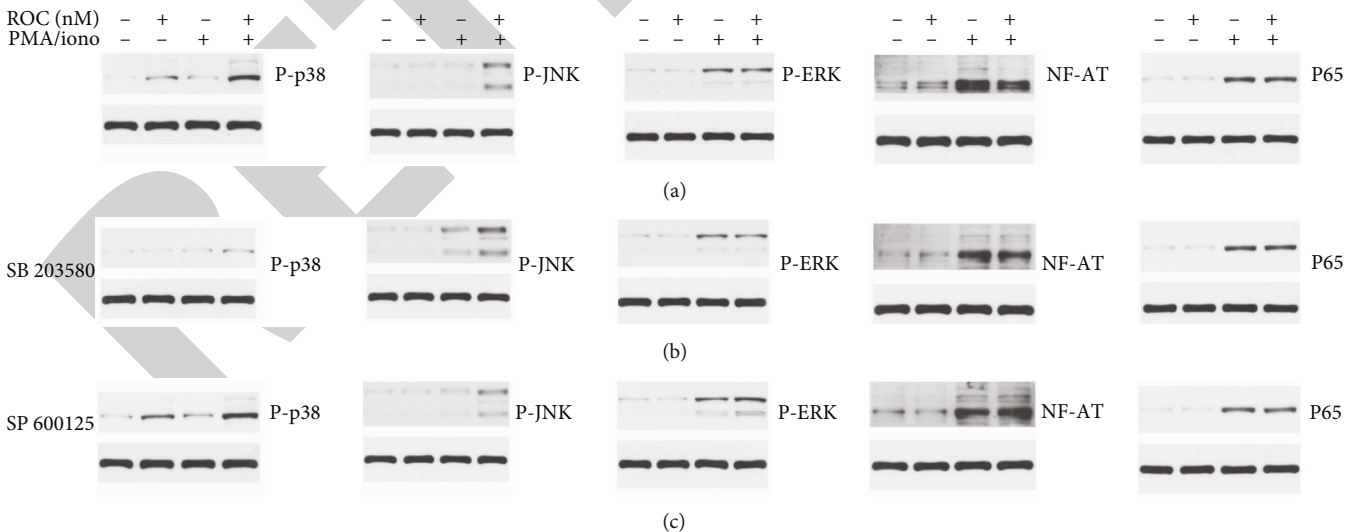 ROC (nM) – + – + – + – + – + – + – + – + – + – +
PMA/iono – – + + – – + + – – + + – – + + – – + +
P-p38 P-JNK P-ERK NF-AT P65
(a)
SB 203580 P-p38 P-JNK P-ERK NF-AT P65
(b)
SP 600125 P-p38 P-JNK P-ERK NF-AT P65
(c)